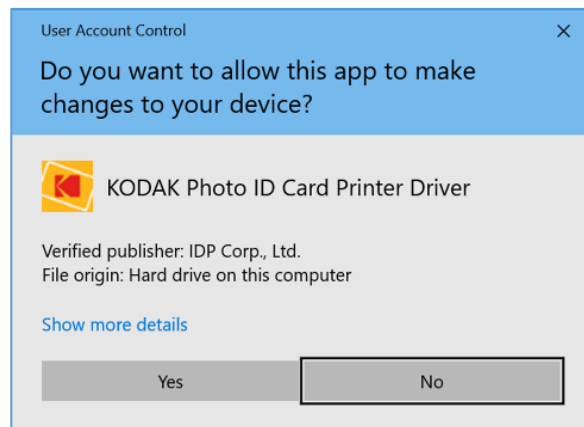 User Account Control
Do you want to allow this app to make
changes to your device?
KODAK Photo ID Card Printer Driver
Verified publisher: IDP Corp., Ltd.
File origin: Hard drive on this computer
Show more details
Yes
No